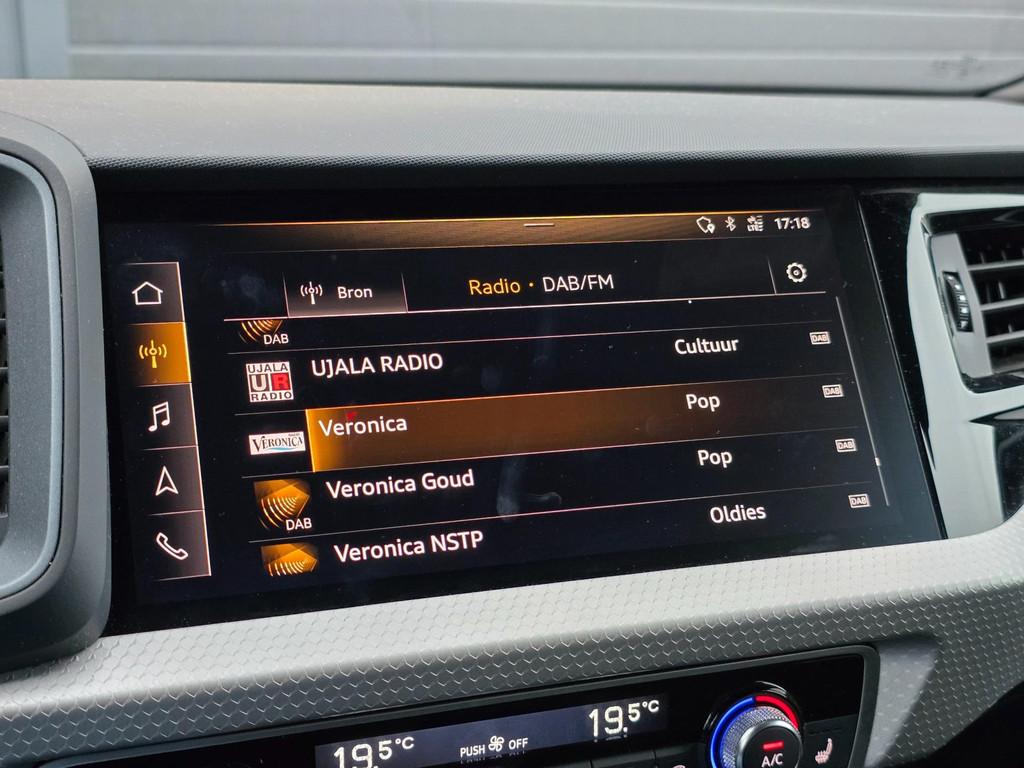 LTE 17:18
Bron Radio · DAB/FM
DAB
UJALA UR RADIO UJALA RADIO Cultuur DAB
VERONICA Veronica Pop DAB
DAB Veronica Goud Pop DAB
Veronica NSTP Oldies DAB
19.5°C PUSH OFF 19.5°C
A/C